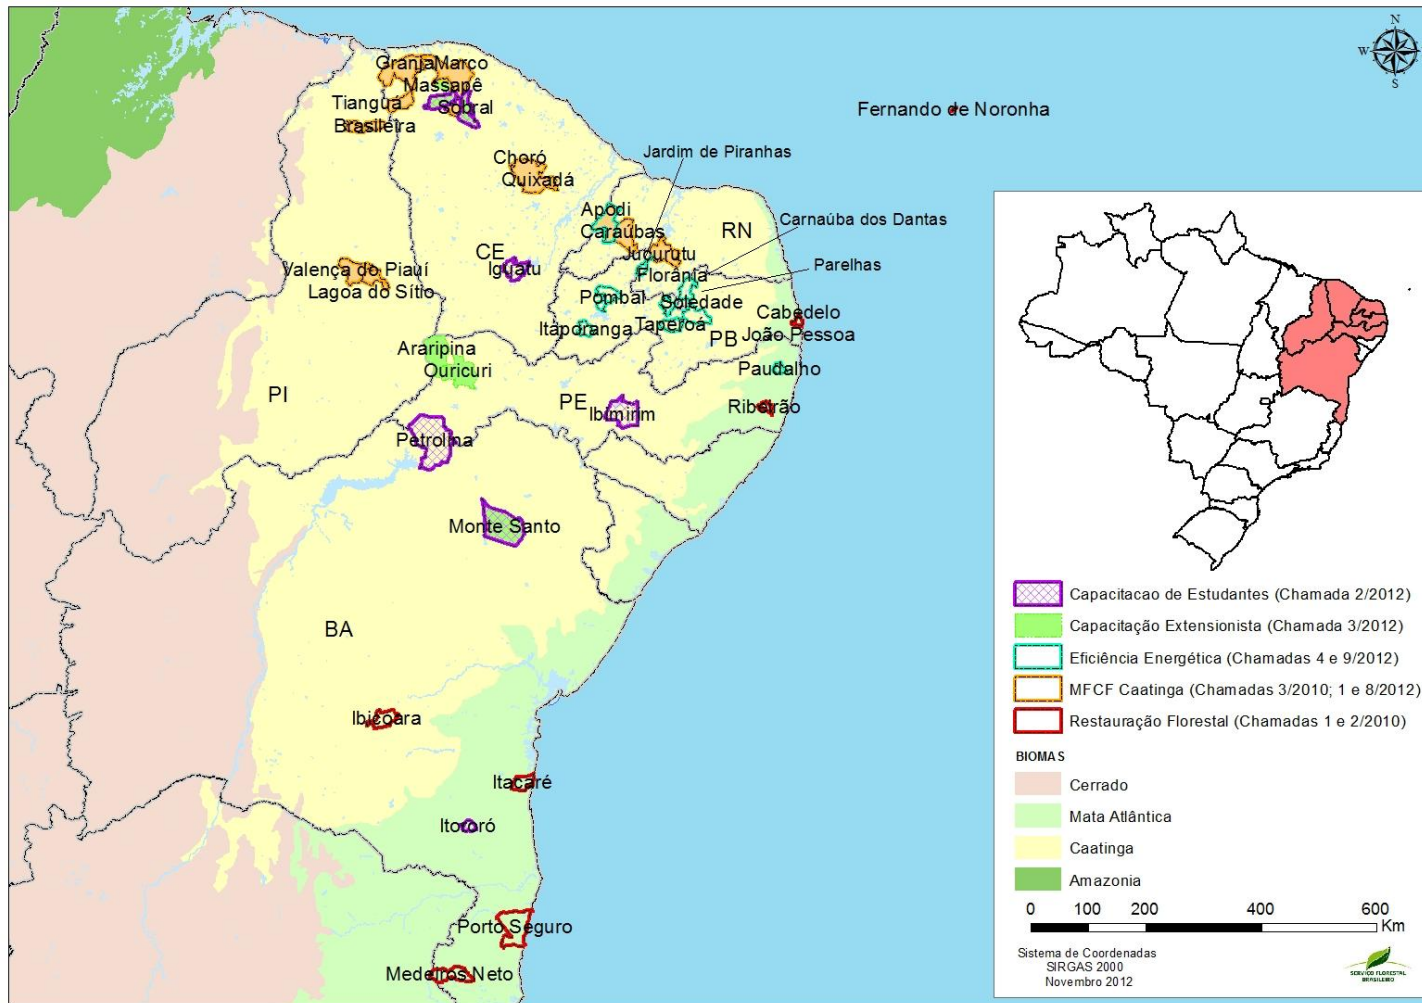 N
W
E
S
Granja
Marco
Massapê
Tianguá
Sobral
Brasileira
Fernando de Noronha
Jardim de Piranhas
Choró
Quixadá
Apodi
Carnaúba dos Dantas
Caraúbas
RN
Jucurutu
CE
Iguatu
Parelhas
Valença do Piauí
Florânia
Lagoa do Sítio
Pombal
Soledade
Cabedelo
Itaporanga
Taperoá
PB
João Pessoa
Araripina
Ouricuri
Paudalho
PI
PE
Ibimirim
Ribeirão
Petrolina
Monte Santo
BA
Ibicoara
Itacaré
Itororó
Porto Seguro
Medeiros Neto
Capacitacao de Estudantes (Chamada 2/2012)
Capacitação Extensionista (Chamada 3/2012)
Eficiência Energética (Chamadas 4 e 9/2012)
MFCF Caatinga (Chamadas 3/2010; 1 e 8/2012)
Restauração Florestal (Chamadas 1 e 2/2010)
BIOMAS
Cerrado
Mata Atlântica
Caatinga
Amazonia
0 100 200 400 600
Km
Sistema de Coordenadas
SIRGAS 2000
Novembro 2012
SERVIÇO FLORESTAL
BRASILEIRO